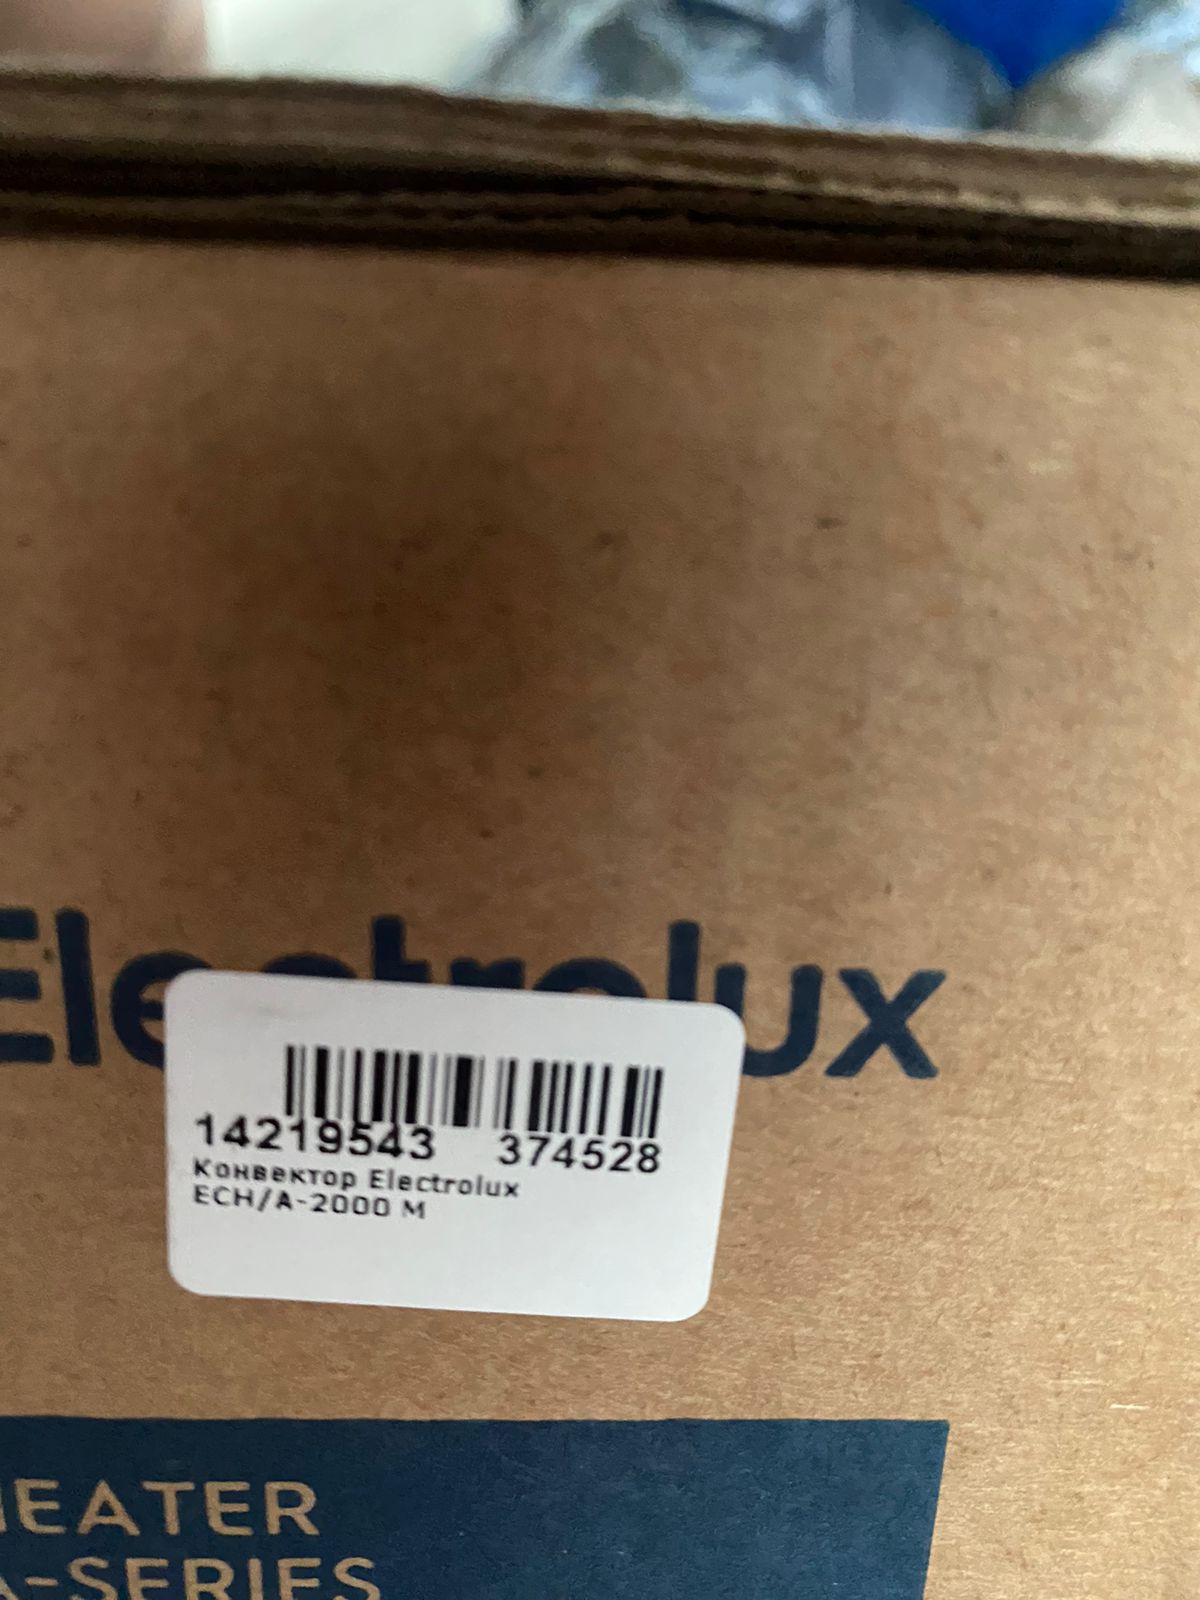 Electrolux
14219543 374528
Конвектор Electrolux
ECH/A-2000 M
HEATER
A-SERIES